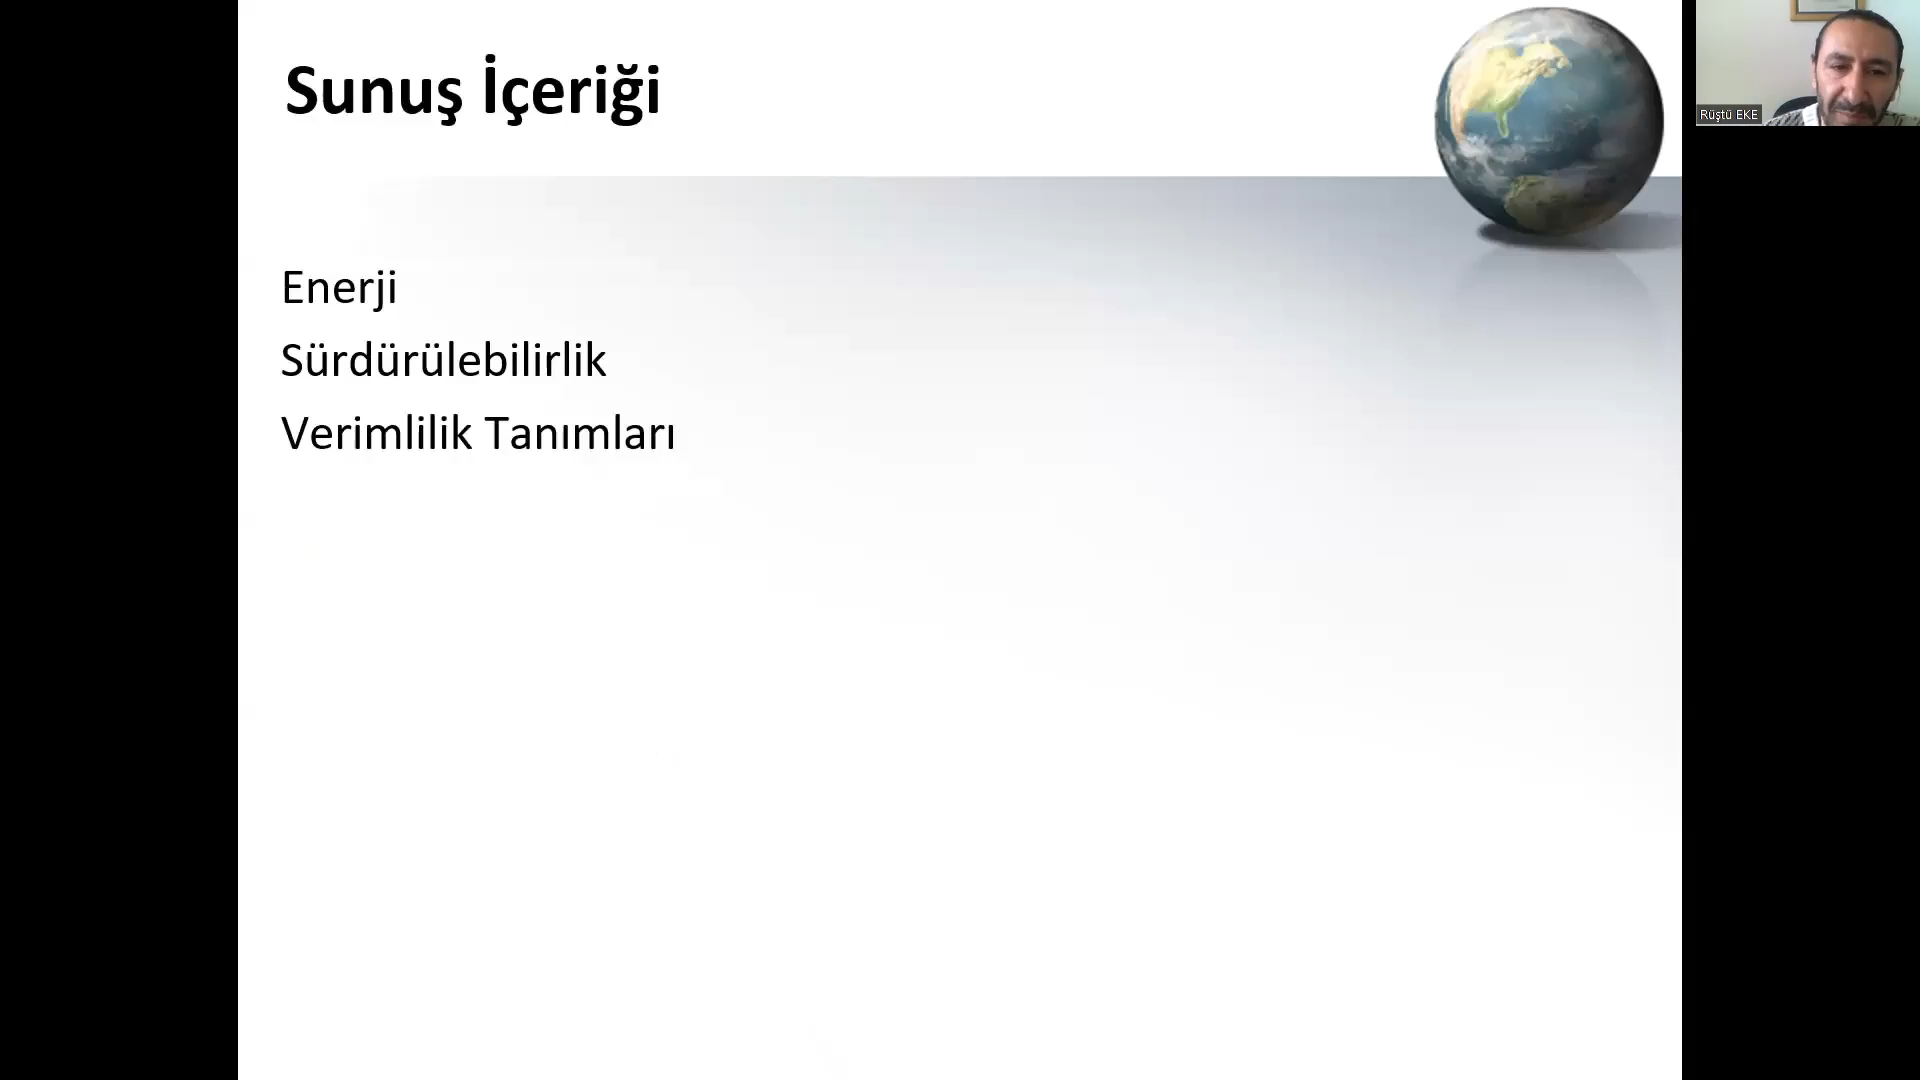 Sunuş İçeriği
Rüştü EKE
Enerji
Sürdürülebilirlik
Verimlilik Tanımları